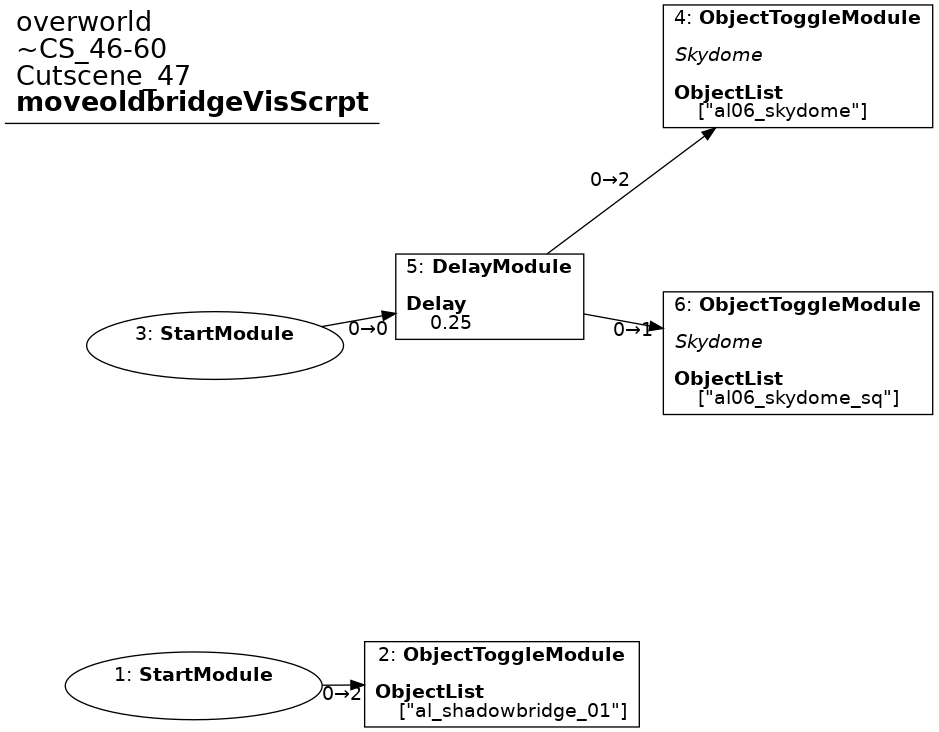 overworld
~CS_46-60
Cutscene_47
moveoldbridgeVisScrpt
4: ObjectToggleModule
Skydome
ObjectList
["al06_skydome"]
0→2
5: DelayModule
Delay
0.25
3: StartModule
0→0
0→1
6: ObjectToggleModule
Skydome
ObjectList
["al06_skydome_sq"]
1: StartModule
0→2
2: ObjectToggleModule
ObjectList
["al_shadowbridge_01"]